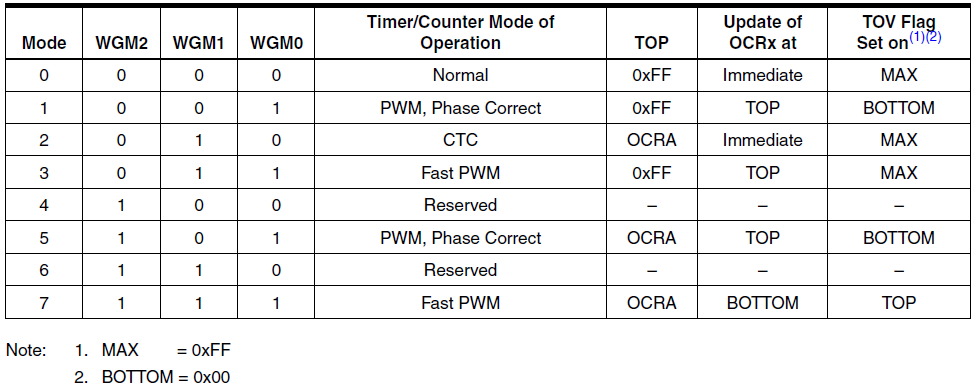 Mode WGM2 WGM1 WGM0 Timer/Counter Mode of Operation TOP Update of OCRx at TOV Flag Set on(1)(2)
0 0 0 0 Normal 0xFF Immediate MAX
1 0 0 1 PWM, Phase Correct 0xFF TOP BOTTOM
2 0 1 0 CTC OCRA Immediate MAX
3 0 1 1 Fast PWM 0xFF TOP MAX
4 1 0 0 Reserved – – –
5 1 0 1 PWM, Phase Correct OCRA TOP BOTTOM
6 1 1 0 Reserved – – –
7 1 1 1 Fast PWM OCRA BOTTOM TOP
Note: 1. MAX = 0xFF
2. BOTTOM = 0x00